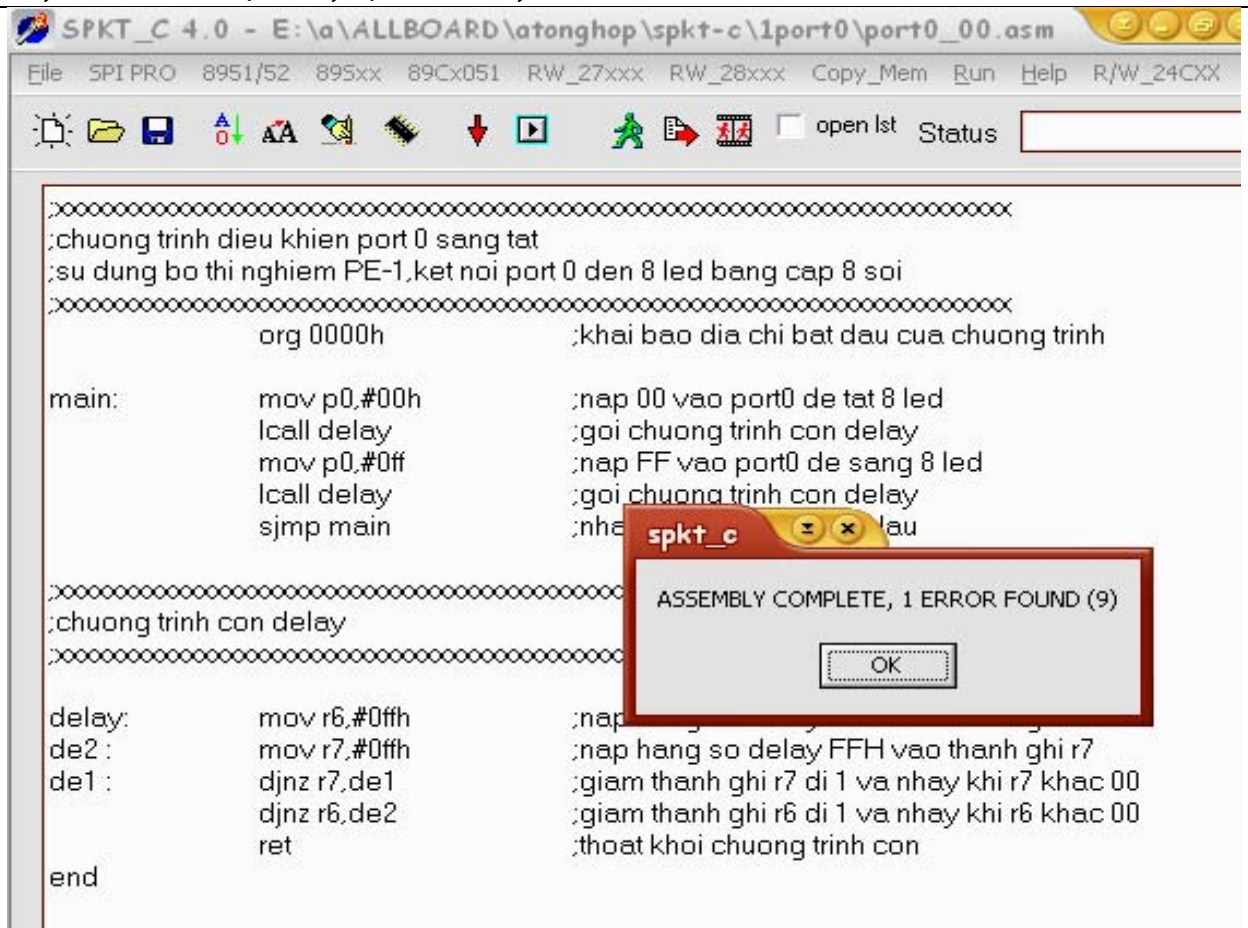 SPKT_C 4.0 - E:\a\ALLBOARD\atonghop\spkt-c\1port0\port0_00.asm
File SPI PRO 8951/52 895xx 89Cx051 RW_27xxx RW_28xxx Copy_Mem Run Help R/W_24CXX
open lst Status
;xxxxxxxxxxxxxxxxxxxxxxxxxxxxxxxxxxxxxxxxxxxxxxxxxxxxxxxxxxxxxxxxxxxxxx
;chuong trinh dieu khien port 0 sang tat
;su dung bo thi nghiem PE-1,ket noi port 0 den 8 led bang cap 8 soi
;xxxxxxxxxxxxxxxxxxxxxxxxxxxxxxxxxxxxxxxxxxxxxxxxxxxxxxxxxxxxxxxxxxxxxx
org 0000h ;khai bao dia chi bat dau cua chuong trinh
main: mov p0,#00h ;nap 00 vao port0 de tat 8 led
lcall delay ;goi chuong trinh con delay
mov p0,#0ff ;nap FF vao port0 de sang 8 led
lcall delay ;goi chuong trinh con delay
sjmp main
spkt_c
ASSEMBLY COMPLETE, 1 ERROR FOUND (9)
OK
;xxxxxxxxxxxxxxxxxxxxxxxxxxxxxxxxxxxxxxxxxx
;chuong trinh con delay
;xxxxxxxxxxxxxxxxxxxxxxxxxxxxxxxxxxxxxxxxxx
delay: mov r6,#0ffh ;nap
de2 : mov r7,#0ffh ;nap hang so delay FFH vao thanh ghi r7
de1 : djnz r7,de1 ;giam thanh ghi r7 di 1 va nhay khi r7 khac 00
djnz r6,de2 ;giam thanh ghi r6 di 1 va nhay khi r6 khac 00
ret ;thoat khoi chuong trinh con
end